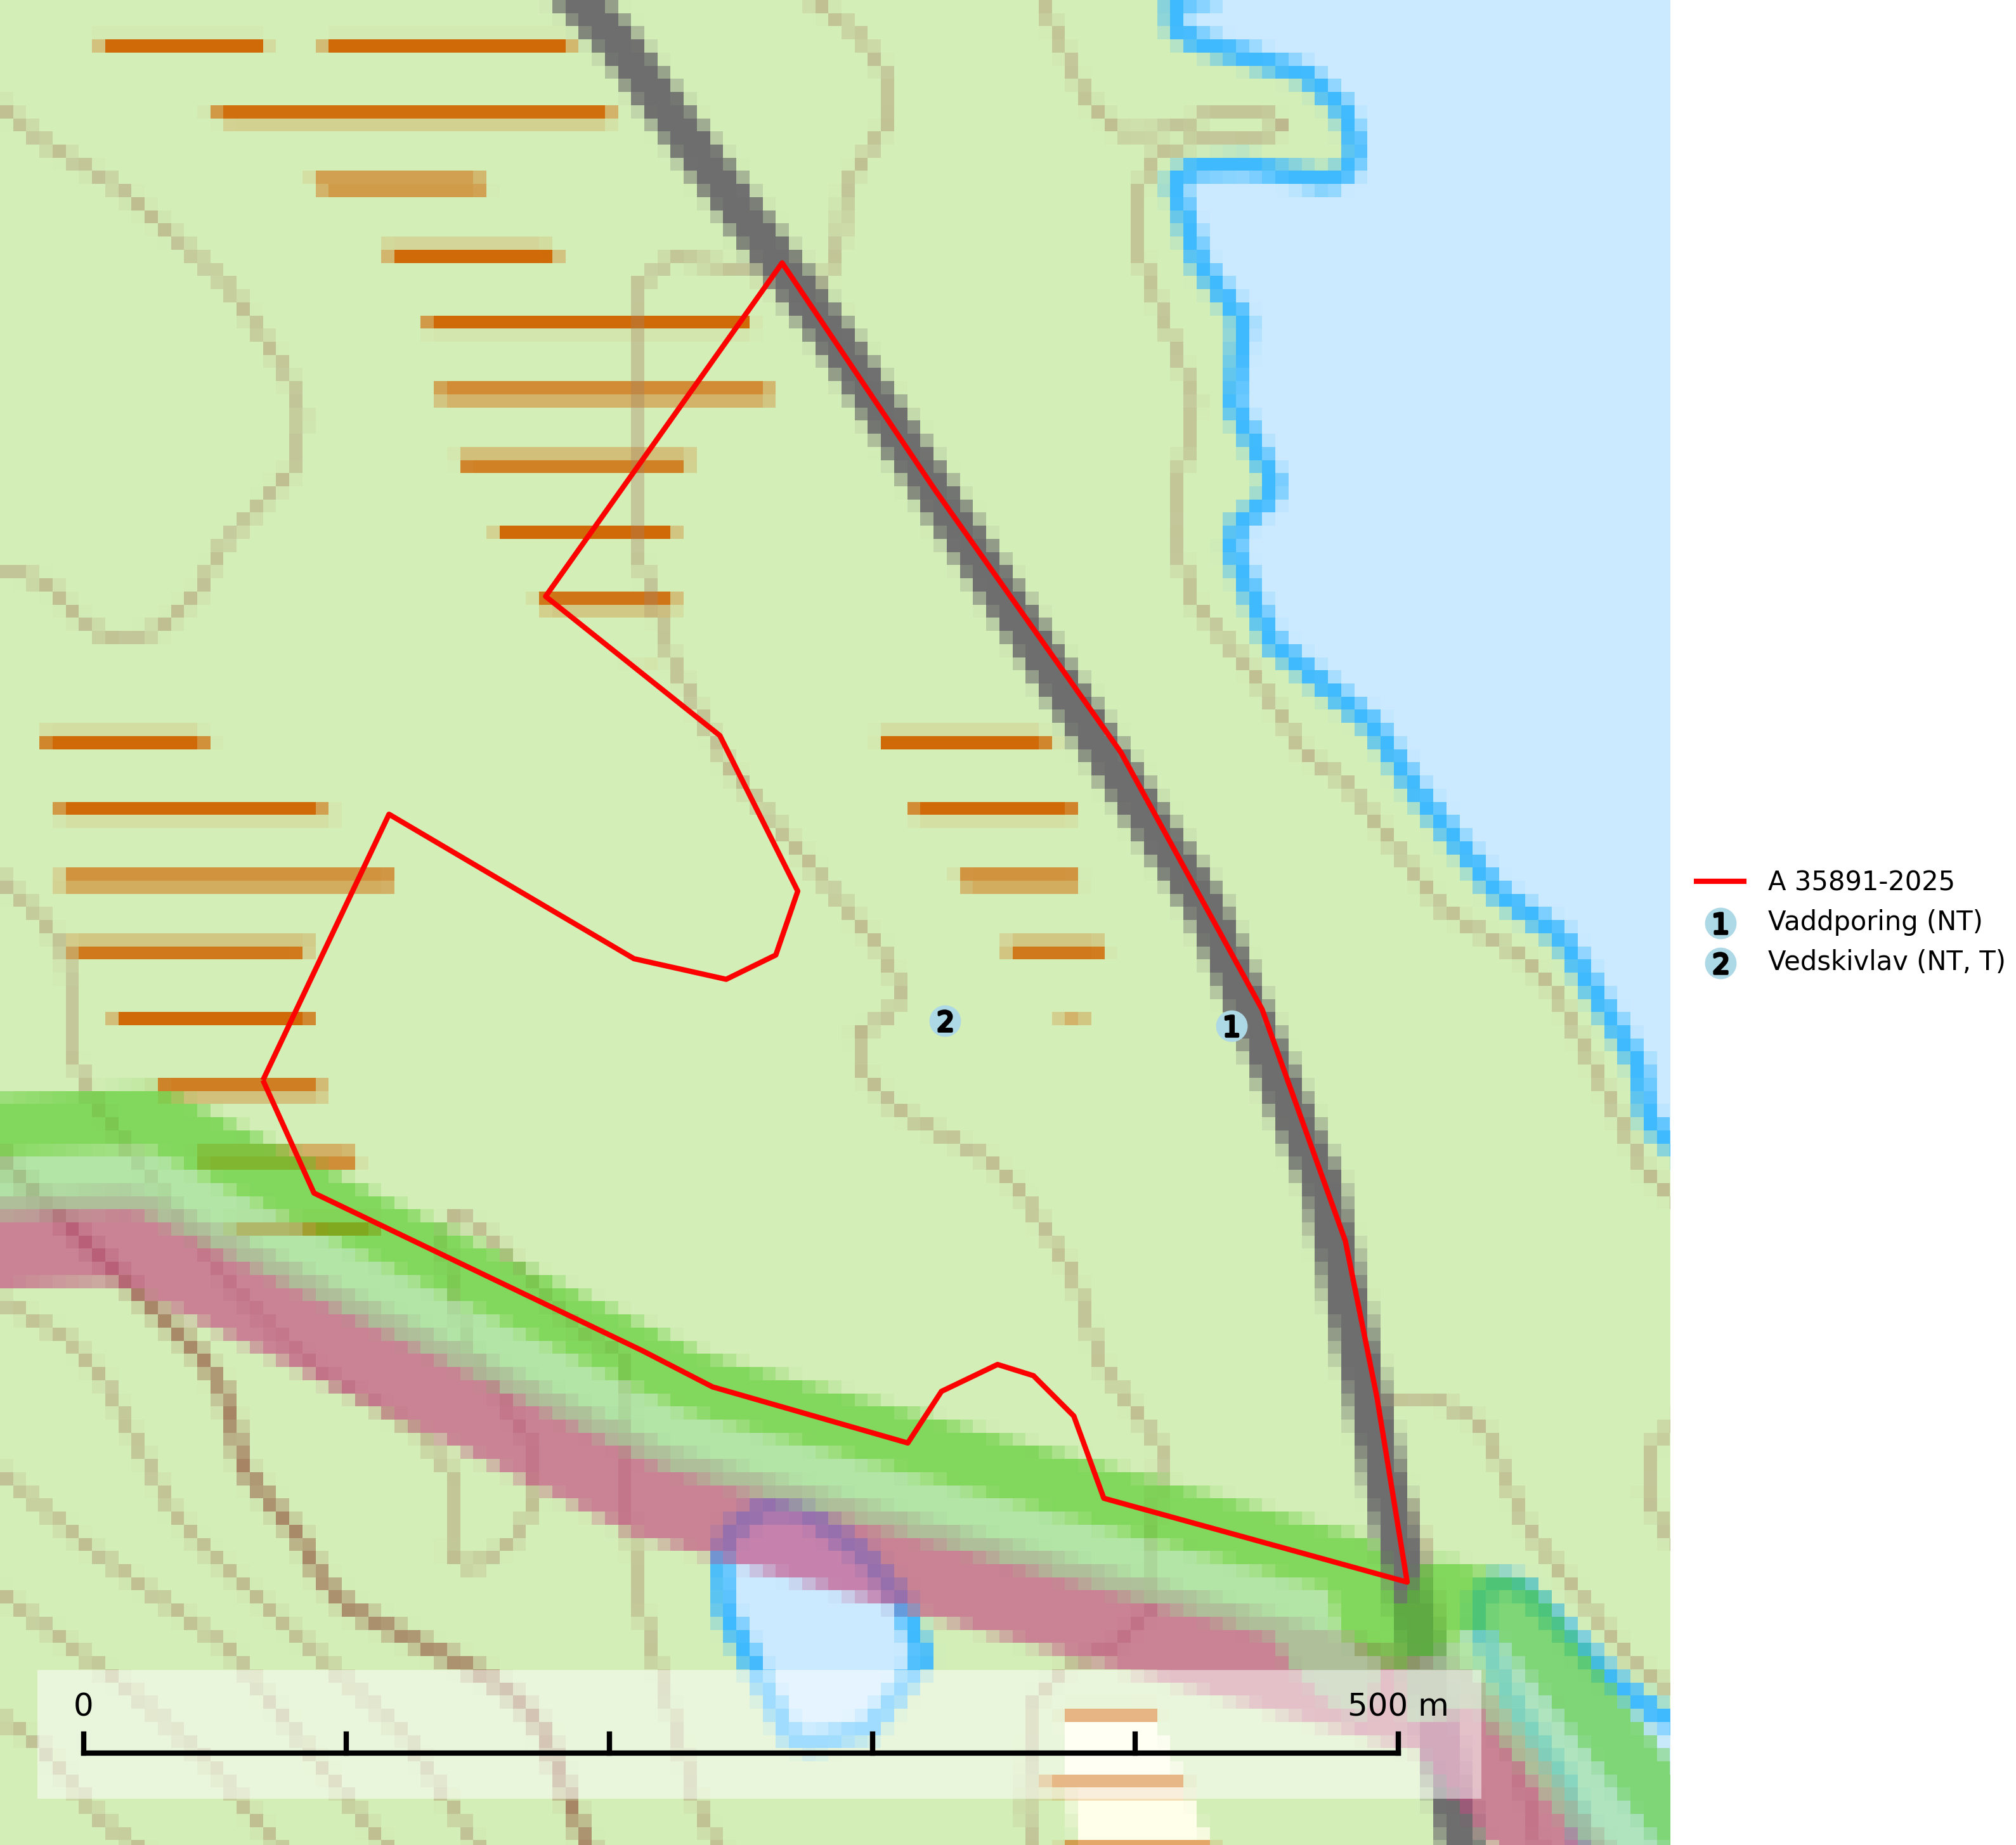 A 35891-2025
1 Vaddporing (NT)
2 Vedskivlav (NT, T)
2
1
0 500 m